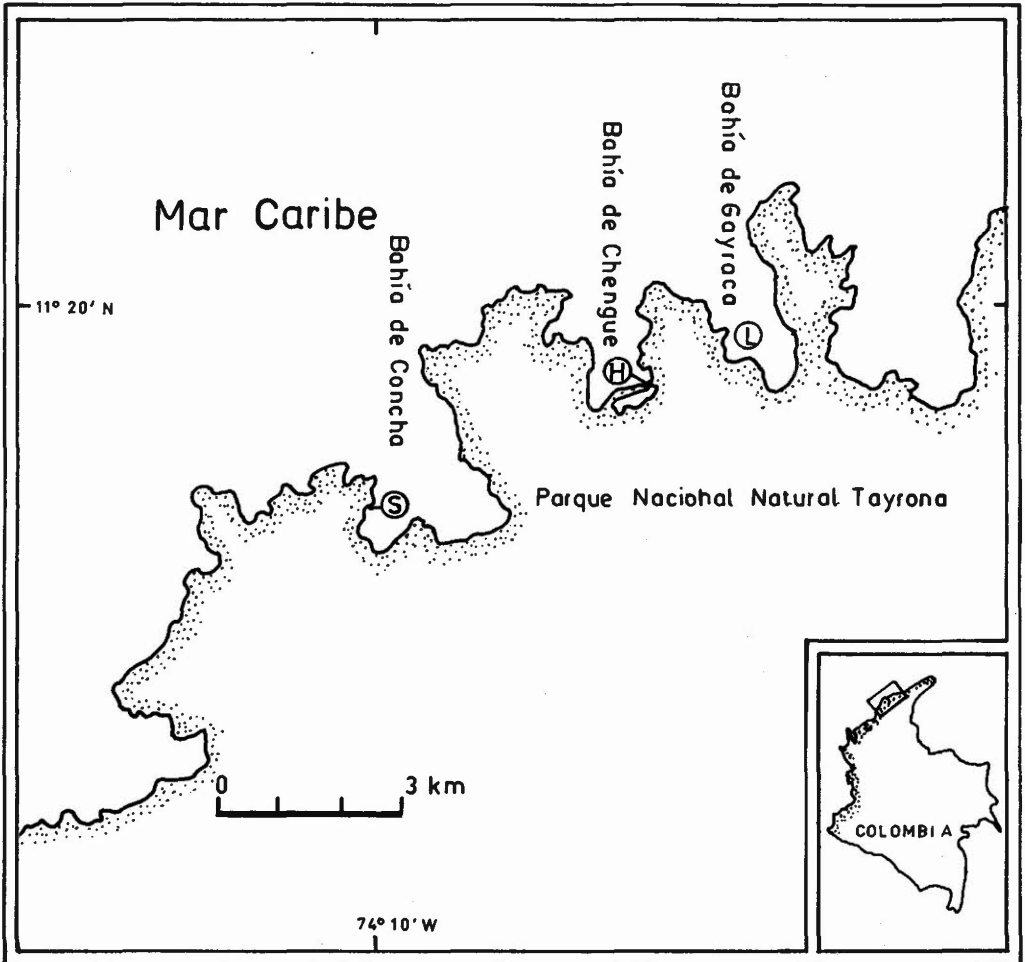 Bahía de Gayraca
Bahía de Chengue
Mar Caribe
Bahía de Concha
11° 20' N
L
H
S
Parque Naciohal Natural Tayrona
0 3 km
COLOMBIA
74° 10' W